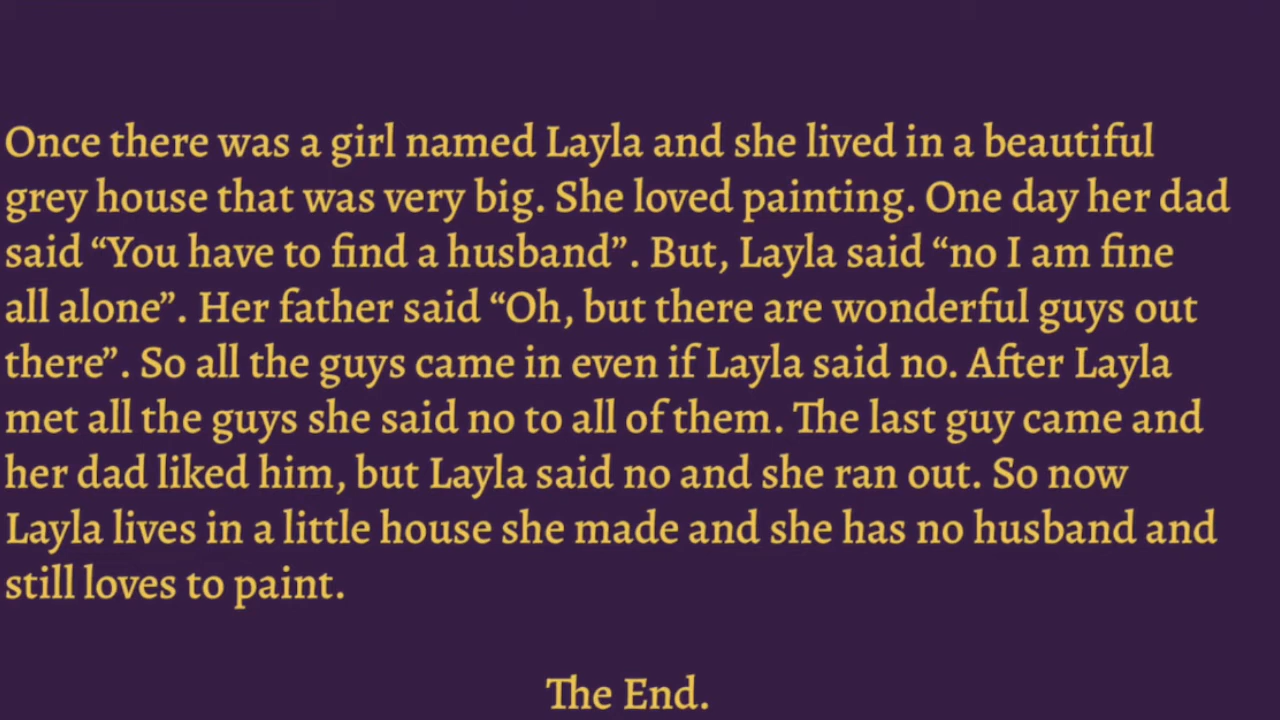 Once there was a girl named Layla and she lived in a beautiful
grey house that was very big. She loved painting. One day her dad
said “You have to find a husband”. But, Layla said “no I am fine
all alone”. Her father said “Oh, but there are wonderful guys out
there”. So all the guys came in even if Layla said no. After Layla
met all the guys she said no to all of them. The last guy came and
her dad liked him, but Layla said no and she ran out. So now
Layla lives in a little house she made and she has no husband and
still loves to paint.
The End.